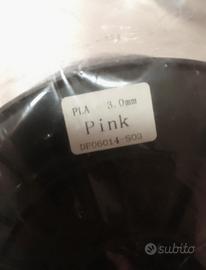 PLA 3.0mm
Pink
DF06014-S03
subito